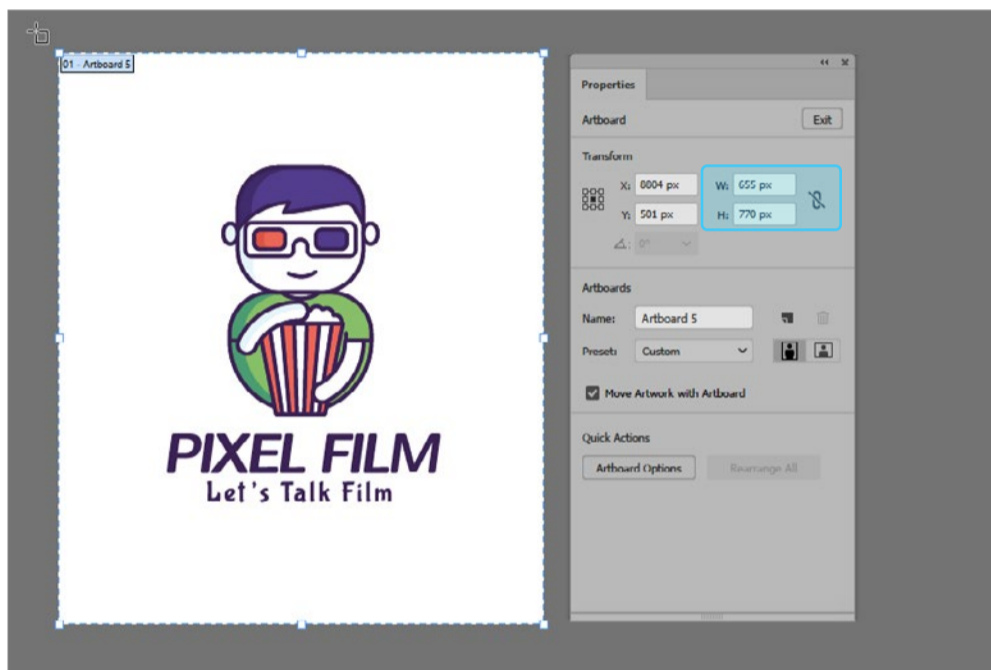 01 - Artboard 5
Properties
Artboard
Exit
Transform
X: 8804 px
W: 655 px
Y: 501 px
H: 770 px
0°
Artboards
Name: Artboard 5
Preset: Custom
Move Artwork with Artboard
Quick Actions
Artboard Options
Rearrange All
PIXEL FILM
Let's Talk Film